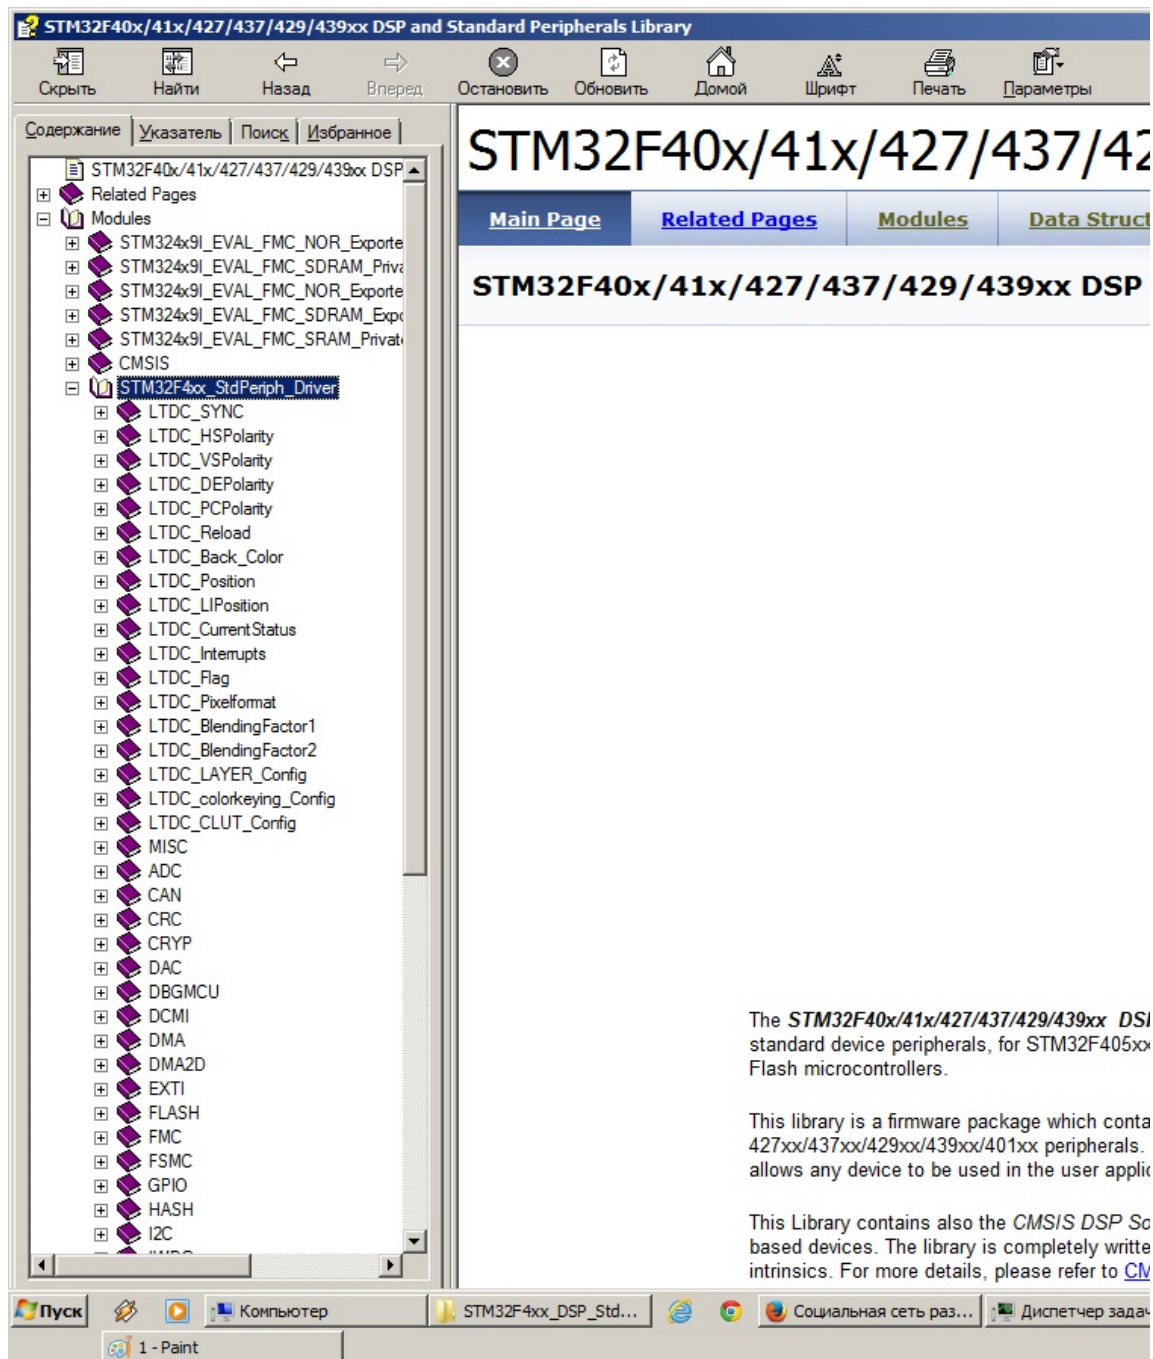 STM32F40x/41x/427/437/429/439xx DSP and Standard Peripherals Library
Скрыть Найти Назад Вперед Остановить Обновить Домой Шрифт Печать Параметры
Содержание Указатель Поиск Избранное
STM32F40x/41x/427/437/429/439xx DSP
Related Pages
Modules
STM324x9I_EVAL_FMC_NOR_Exporte
STM324x9I_EVAL_FMC_SDRAM_Priva
STM324x9I_EVAL_FMC_NOR_Exporte
STM324x9I_EVAL_FMC_SDRAM_Expo
STM324x9I_EVAL_FMC_SRAM_Private
CMSIS
STM32F4xx_StdPeriph_Driver
LTDC_SYNC
LTDC_HSPolarity
LTDC_VSPolarity
LTDC_DEPolarity
LTDC_PCPolarity
LTDC_Reload
LTDC_Back_Color
LTDC_Position
LTDC_LIPosition
LTDC_CurrentStatus
LTDC_Interrupts
LTDC_Flag
LTDC_Pixelformat
LTDC_BlendingFactor1
LTDC_BlendingFactor2
LTDC_LAYER_Config
LTDC_colorkeying_Config
LTDC_CLUT_Config
MISC
ADC
CAN
CRC
CRYP
DAC
DBGMCU
DCMI
DMA
DMA2D
EXTI
FLASH
FMC
FSMC
GPIO
HASH
I2C
STM32F40x/41x/427/437/42
Main Page Related Pages Modules Data Struct
STM32F40x/41x/427/437/429/439xx DSP
The STM32F40x/41x/427/437/429/439xx DSP
standard device peripherals, for STM32F405xx
Flash microcontrollers.
This library is a firmware package which conta
427xx/437xx/429xx/439xx/401xx peripherals.
allows any device to be used in the user applic
This Library contains also the CMSIS DSP So
based devices. The library is completely writte
intrinsics. For more details, please refer to CM
Пуск Компьютер STM32F4xx_DSP_Std... Социальная сеть раз... Диспетчер задач
1 - Paint